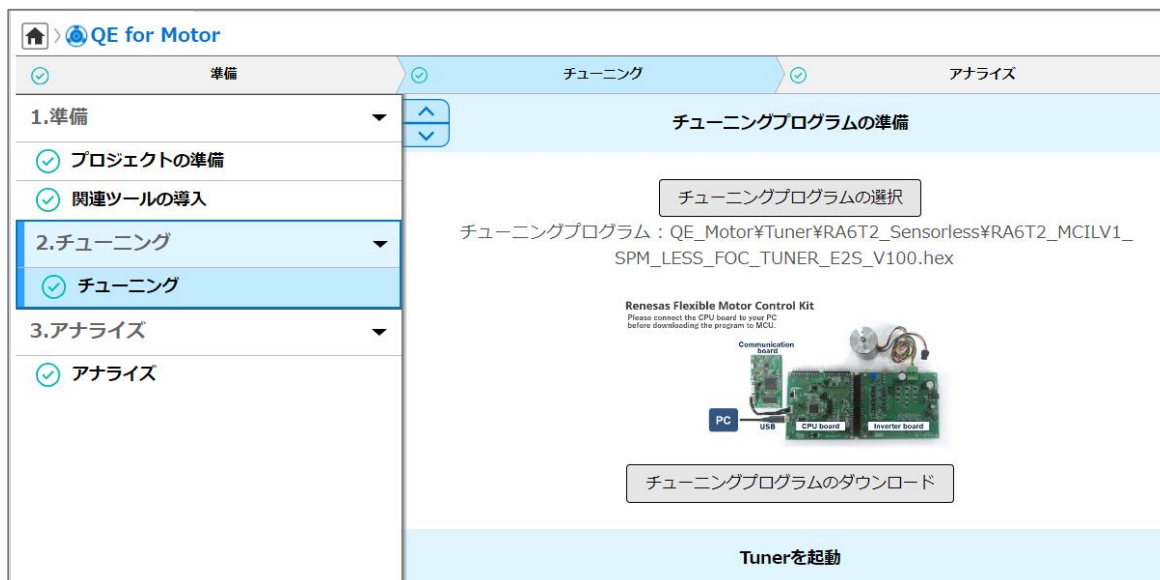 QE for Motor
準備
チューニング
アナライズ
1.準備
プロジェクトの準備
関連ツールの導入
2.チューニング
チューニング
3.アナライズ
アナライズ
チューニングプログラムの準備
チューニングプログラムの選択
チューニングプログラム：QE_Motor¥Tuner¥RA6T2_Sensorless¥RA6T2_MCILV1_
SPM_LESS_FOC_TUNER_E2S_V100.hex
Renesas Flexible Motor Control Kit
Please connect the CPU board to your PC
before downloading the program to MCU.
Communication
board
PC
USB
CPU board
Inverter board
チューニングプログラムのダウンロード
Tunerを起動